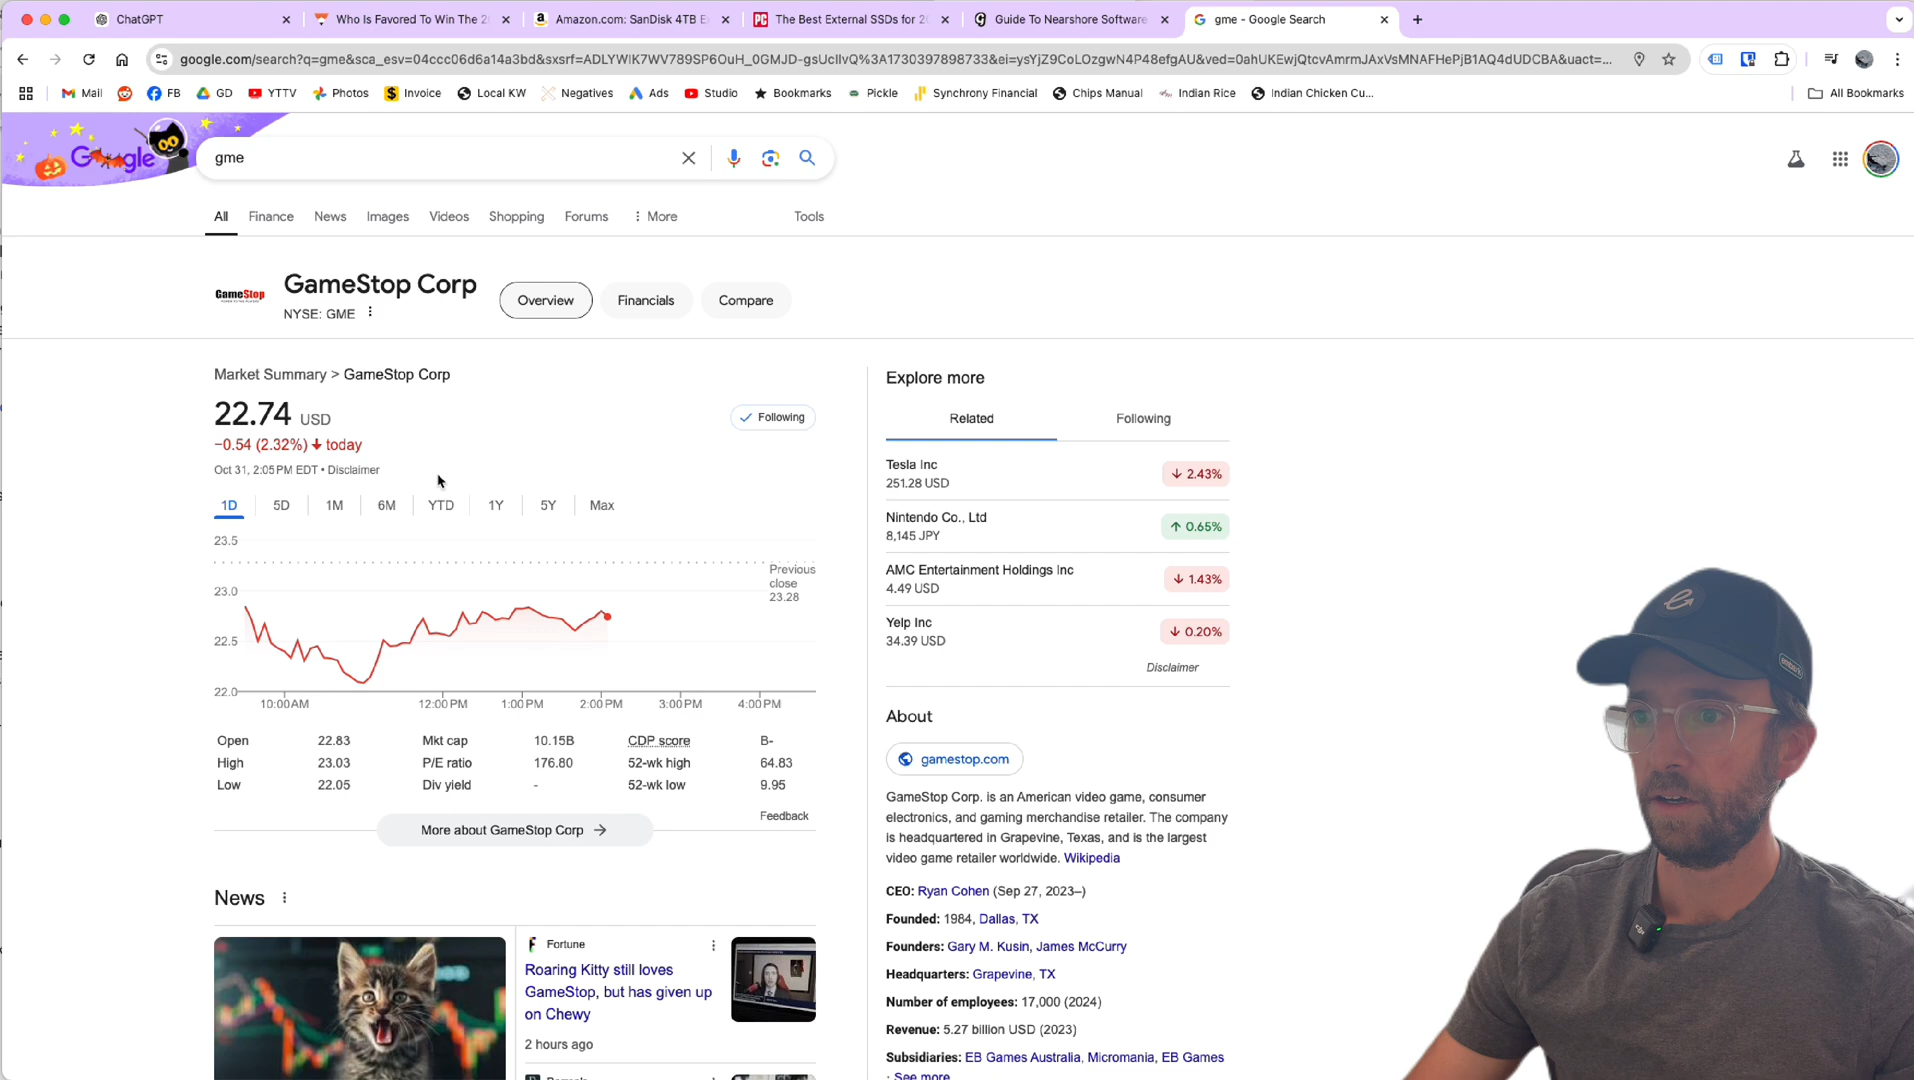 ChatGPT
Who Is Favored To Win The 2
Amazon.com: SanDisk 4TB E
The Best External SSDs for 20
Guide To Nearshore Software
gme - Google Search
google.com/search?q=gme&sca_esv=04ccc06d6a14a3bd&sxsrf=ADLYWIK7WV789SP6OuH_0GMJD-gsUclIvQ%3A1730397898733&ei=ysYjZ9CoLOzgwN4P48efgAU&ved=0ahUKEwjQtcvAmrmJAxVsMNAFHePjB1AQ4dUDCBA&uact=...
Mail
FB
GD
YTTV
Photos
Invoice
Local KW
Negatives
Ads
Studio
Bookmarks
Pickle
Synchrony Financial
Chips Manual
Indian Rice
Indian Chicken Cu...
All Bookmarks
Google
gme
All
Finance
News
Images
Videos
Shopping
Forums
More
Tools
GameStop
GameStop Corp
NYSE: GME
Overview
Financials
Compare
Market Summary > GameStop Corp
22.74 USD
Following
−0.54 (2.32%) today
Oct 31, 2:05 PM EDT • Disclaimer
1D
5D
1M
6M
YTD
1Y
5Y
Max
23.5
Previous
close
23.28
23.0
22.5
22.0
10:00 AM
12:00 PM
1:00 PM
2:00 PM
3:00 PM
4:00 PM
Open 22.83 Mkt cap 10.15B CDP score B-
High 23.03 P/E ratio 176.80 52-wk high 64.83
Low 22.05 Div yield - 52-wk low 9.95
Feedback
More about GameStop Corp
News
Fortune
Roaring Kitty still loves
GameStop, but has given up
on Chewy
2 hours ago
Explore more
Related
Following
Tesla Inc
251.28 USD
2.43%
Nintendo Co., Ltd
8,145 JPY
0.65%
AMC Entertainment Holdings Inc
4.49 USD
1.43%
Yelp Inc
34.39 USD
0.20%
Disclaimer
About
gamestop.com
GameStop Corp. is an American video game, consumer
electronics, and gaming merchandise retailer. The company
is headquartered in Grapevine, Texas, and is the largest
video game retailer worldwide. Wikipedia
CEO: Ryan Cohen (Sep 27, 2023–)
Founded: 1984, Dallas, TX
Founders: Gary M. Kusin, James McCurry
Headquarters: Grapevine, TX
Number of employees: 17,000 (2024)
Revenue: 5.27 billion USD (2023)
Subsidiaries: EB Games Australia, Micromania, EB Games
See more